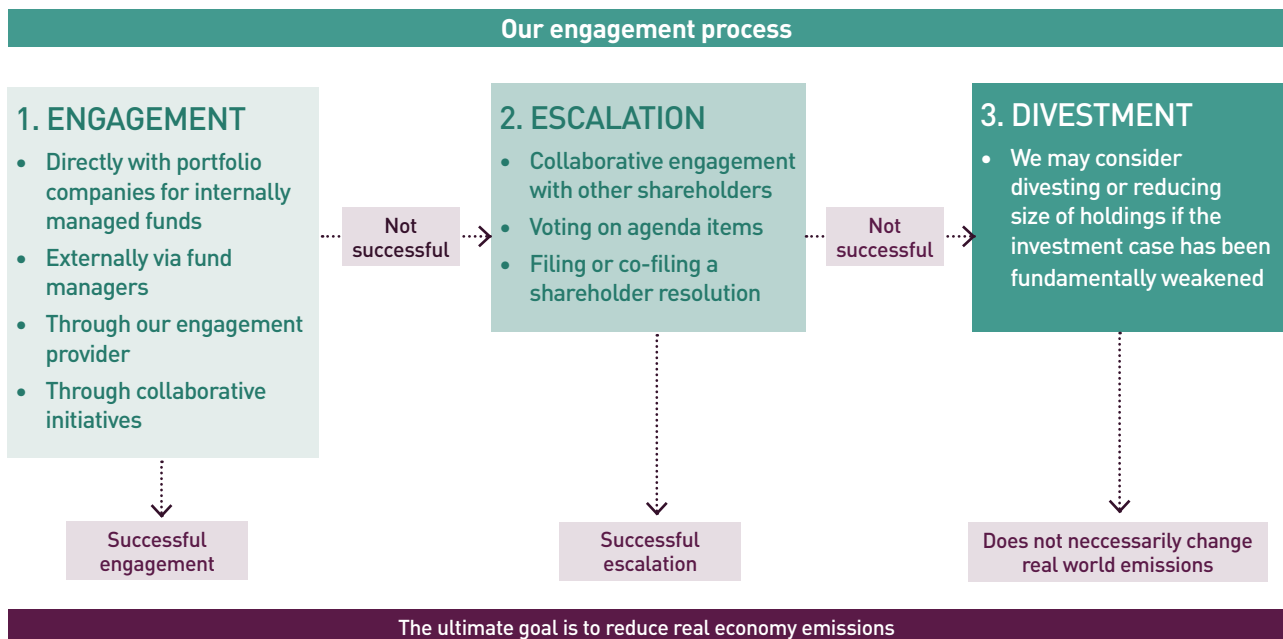 Our engagement process
1. ENGAGEMENT
• Directly with portfolio
companies for internally
managed funds
• Externally via fund
managers
• Through our engagement
provider
• Through collaborative
initiatives
Not
successful
2. ESCALATION
• Collaborative engagement
with other shareholders
• Voting on agenda items
• Filing or co-filing a
shareholder resolution
Not
successful
3. DIVESTMENT
• We may consider
divesting or reducing
size of holdings if the
investment case has been
fundamentally weakened
Successful
engagement
Successful
escalation
Does not neccessarily change
real world emissions
The ultimate goal is to reduce real economy emissions